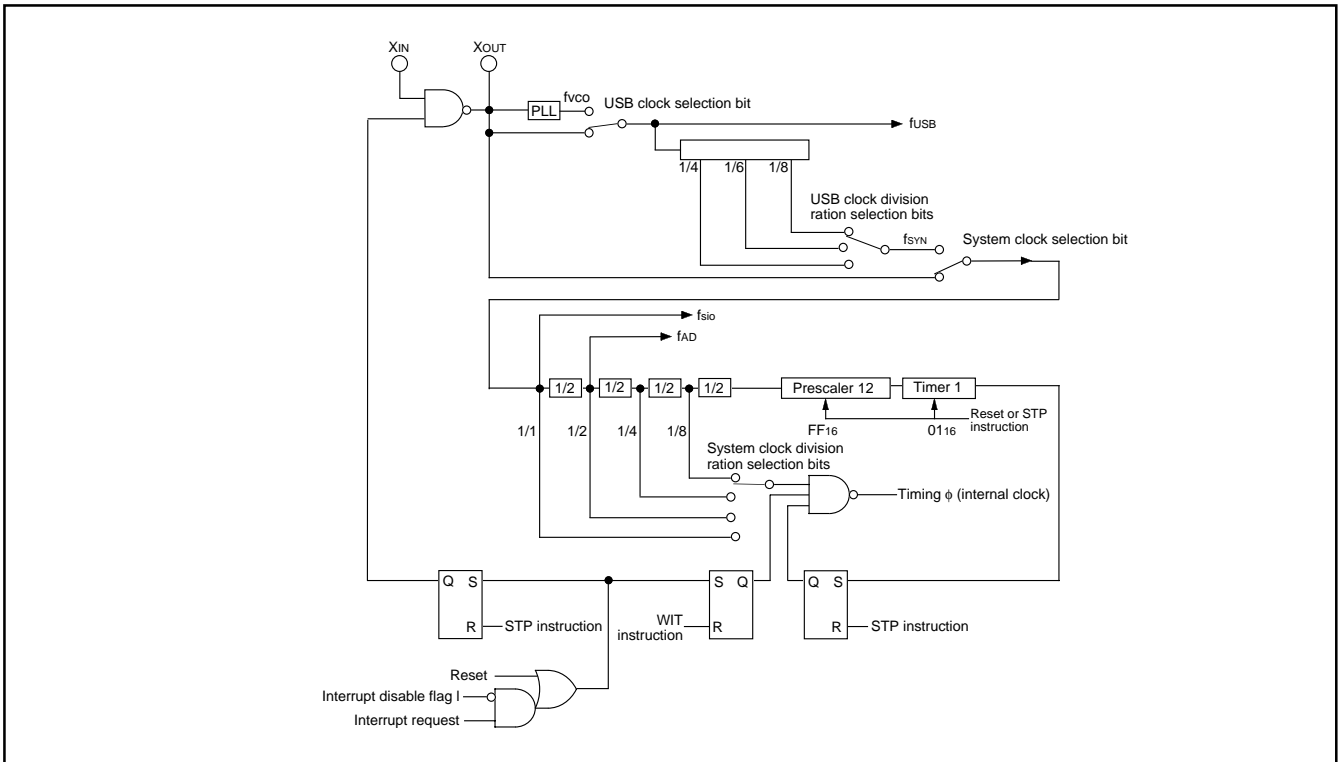 XIN XOUT
PLL fVCO USB clock selection bit
fUSB
1/4 1/6 1/8
USB clock division
ration selection bits
fSYN System clock selection bit
fsio
fAD
1/2 1/2 1/2 1/2 Prescaler 12 Timer 1
1/1 1/2 1/4 1/8 FF16 0116 Reset or STP
instruction
System clock division
ration selection bits
Timing ϕ (internal clock)
Q S S Q Q S
R STP instruction WIT
instruction R R STP instruction
Reset
Interrupt disable flag I
Interrupt request